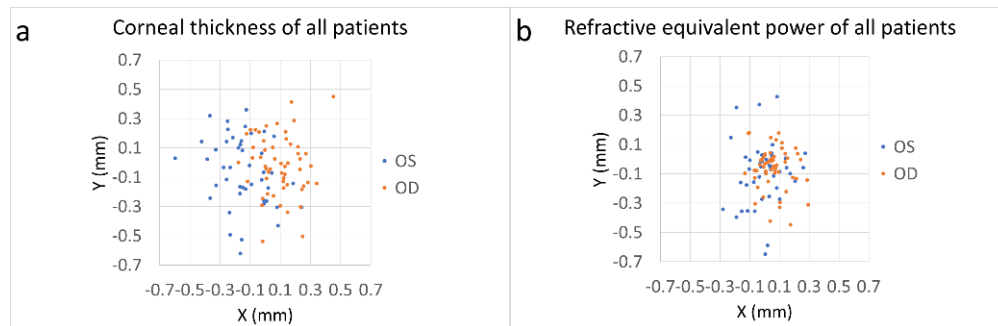 a
Corneal thickness of all patients
0.7
0.5
0.3
0.1
-0.1
-0.3
-0.5
-0.7
Y (mm)
-0.7 -0.5 -0.3 -0.1 0.1 0.3 0.5 0.7
X (mm)
OS
OD
b
Refractive equivalent power of all patients
0.7
0.5
0.3
0.1
-0.1
-0.3
-0.5
-0.7
Y (mm)
-0.7 -0.5 -0.3 -0.1 0.1 0.3 0.5 0.7
X (mm)
OS
OD